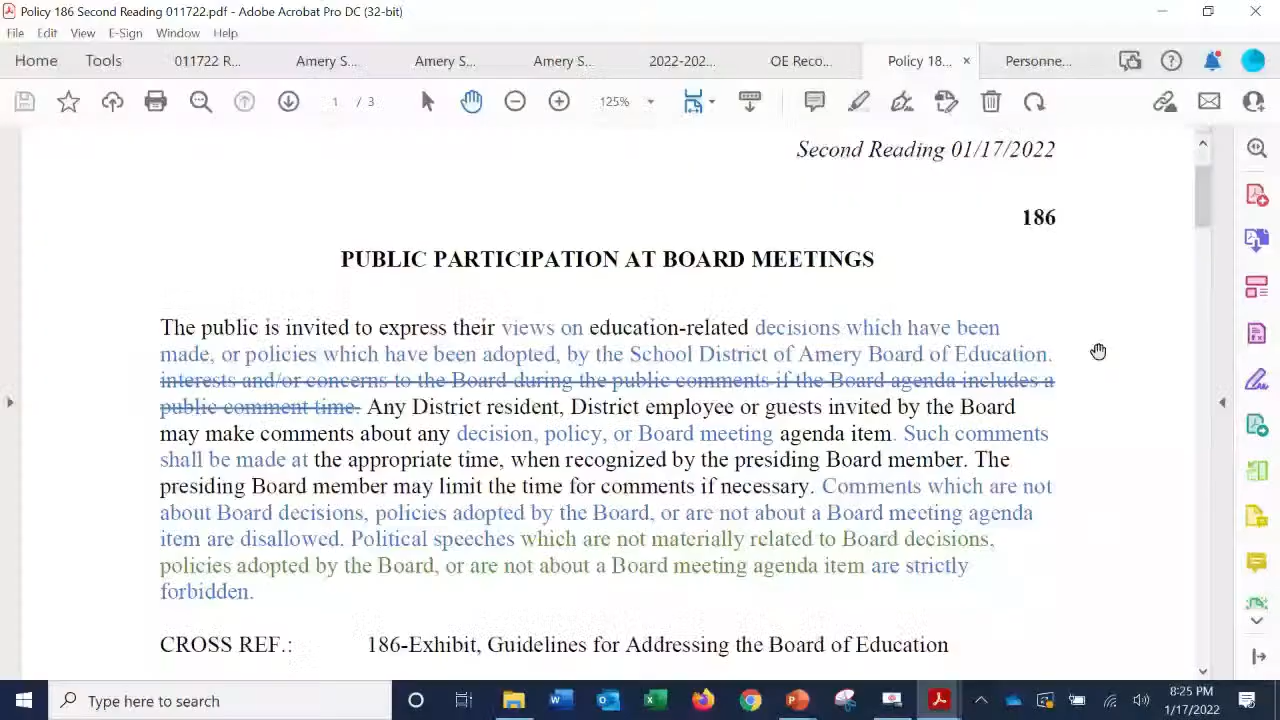 Policy 186 Second Reading 011722.pdf - Adobe Acrobat Pro DC (32-bit)
File Edit View E-Sign Window Help
Home Tools 011722 R... Amery S... Amery S... Amery S... 2022-202... OE Reco... Policy 18... × Personne...
1 / 3 125%
Second Reading 01/17/2022
186
PUBLIC PARTICIPATION AT BOARD MEETINGS
The public is invited to express their views on education-related decisions which have been
made, or policies which have been adopted, by the School District of Amery Board of Education.
interests and/or concerns to the Board during the public comments if the Board agenda includes a
public comment time. Any District resident, District employee or guests invited by the Board
may make comments about any decision, policy, or Board meeting agenda item. Such comments
shall be made at the appropriate time, when recognized by the presiding Board member. The
presiding Board member may limit the time for comments if necessary. Comments which are not
about Board decisions, policies adopted by the Board, or are not about a Board meeting agenda
item are disallowed. Political speeches which are not materially related to Board decisions,
policies adopted by the Board, or are not about a Board meeting agenda item are strictly
forbidden.
CROSS REF.: 186-Exhibit, Guidelines for Addressing the Board of Education
Type here to search
8:25 PM
1/17/2022